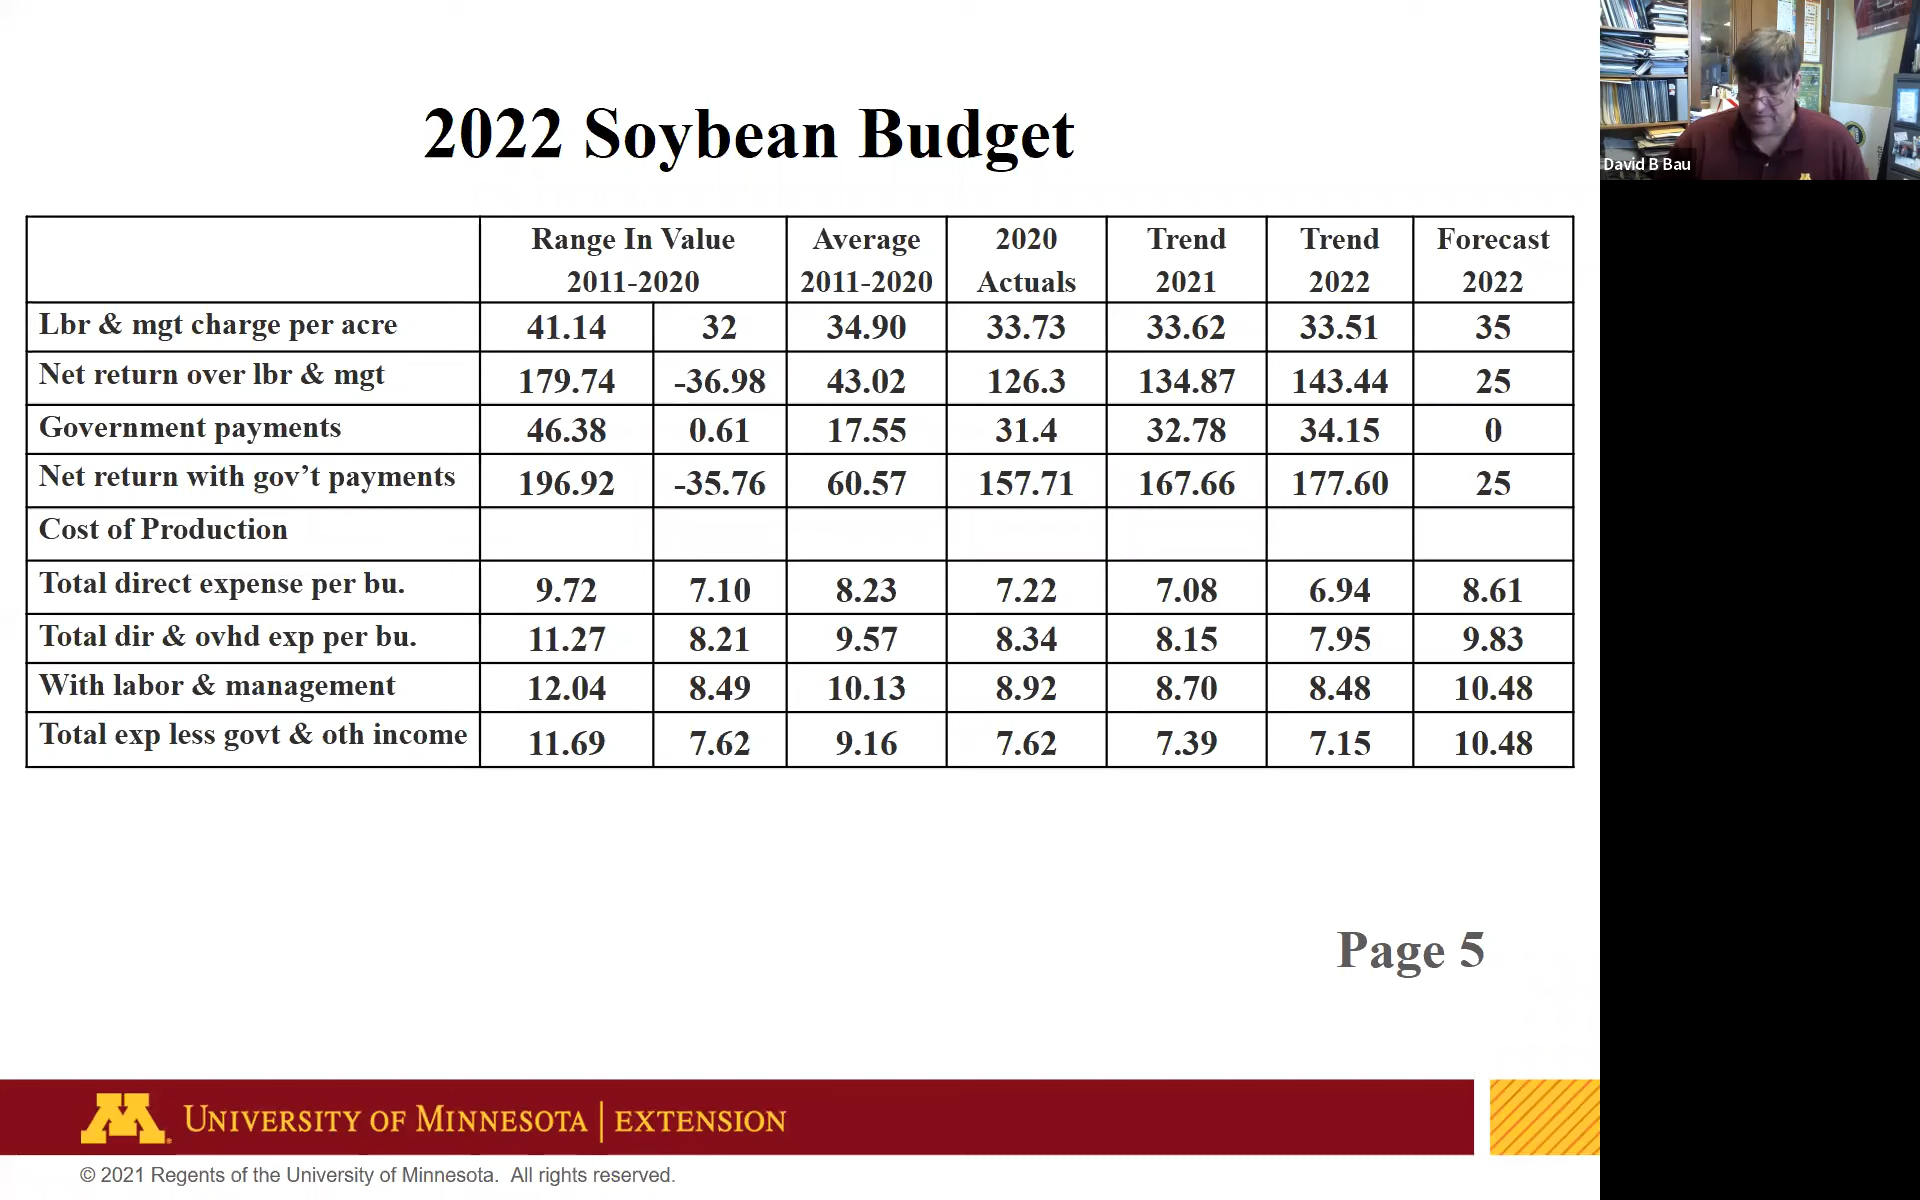 2022 Soybean Budget
Range In Value 2011-2020 Average 2011-2020 2020 Actuals Trend 2021 Trend 2022 Forecast 2022
Lbr & mgt charge per acre 41.14 32 34.90 33.73 33.62 33.51 35
Net return over lbr & mgt 179.74 -36.98 43.02 126.3 134.87 143.44 25
Government payments 46.38 0.61 17.55 31.4 32.78 34.15 0
Net return with gov’t payments 196.92 -35.76 60.57 157.71 167.66 177.60 25
Cost of Production
Total direct expense per bu. 9.72 7.10 8.23 7.22 7.08 6.94 8.61
Total dir & ovhd exp per bu. 11.27 8.21 9.57 8.34 8.15 7.95 9.83
With labor & management 12.04 8.49 10.13 8.92 8.70 8.48 10.48
Total exp less govt & oth income 11.69 7.62 9.16 7.62 7.39 7.15 10.48
Page 5
M UNIVERSITY OF MINNESOTA | EXTENSION
© 2021 Regents of the University of Minnesota. All rights reserved.
David B Bau